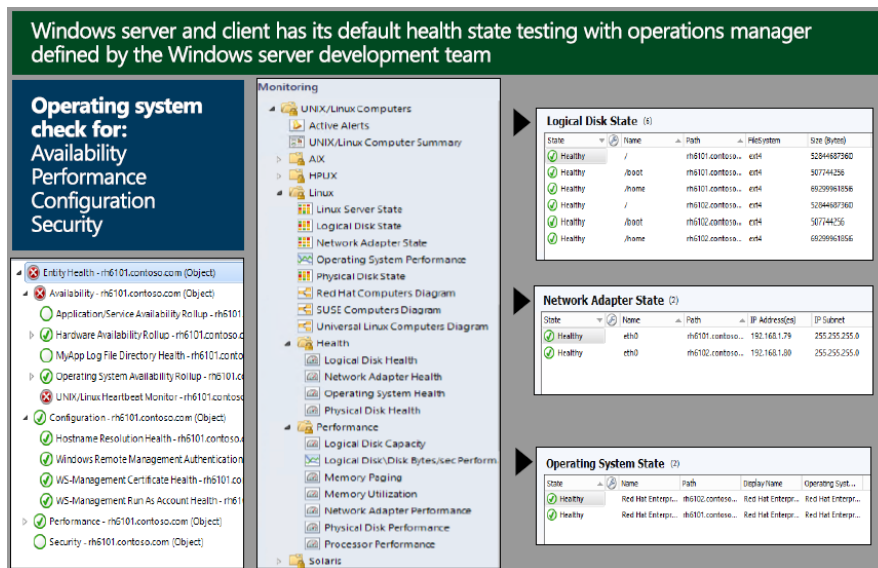 Windows server and client has its default health state testing with operations manager
defined by the Windows server development team
Operating system
check for:
Availability
Performance
Configuration
Security
Entity Health - rh6101.contoso.com (Object)
Availability - rh6101.contoso.com (Object)
Application/Service Availability Rollup - rh6101
Hardware Availability Rollup - rh6101.contoso.c
MyApp Log File Directory Health - rh6101.conto
Operating System Availability Rollup - rh6101.c
UNIX/Linux Heartbeat Monitor - rh6101.contoso
Configuration - rh6101.contoso.com (Object)
Hostname Resolution Health - rh6101.contoso.
Windows Remote Management Authentication
WS-Management Certificate Health - rh6101.co
WS-Management Run As Account Health - rh61
Performance - rh6101.contoso.com (Object)
Security - rh6101.contoso.com (Object)
Monitoring
UNIX/Linux Computers
Active Alerts
UNIX/Linux Computer Summary
AIX
HPUX
Linux
Linux Server State
Logical Disk State
Network Adapter State
Operating System Performance
Physical Disk State
Red Hat Computers Diagram
SUSE Computers Diagram
Universal Linux Computers Diagram
Health
Logical Disk Health
Network Adapter Health
Operating System Health
Physical Disk Health
Performance
Logical Disk Capacity
Logical Disk\Disk Bytes/sec Perform
Memory Paging
Memory Utilization
Network Adapter Performance
Physical Disk Performance
Processor Performance
Solaris
Logical Disk State (6)
State Name Path FileSystem Size (Bytes)
Healthy / rh6101.contoso... ext4 52844687360
Healthy /boot rh6101.contoso... ext4 507744256
Healthy /home rh6101.contoso... ext4 69299961856
Healthy / rh6102.contoso... ext4 52844687360
Healthy /boot rh6102.contoso... ext4 507744256
Healthy /home rh6102.contoso... ext4 69299961856
Network Adapter State (2)
State Name Path IP Address(es) IP Subnet
Healthy eth0 rh6101.contoso... 192.168.1.79 255.255.255.0
Healthy eth0 rh6102.contoso... 192.168.1.80 255.255.255.0
Operating System State (2)
State Name Path Display Name Operating Syst...
Healthy Red Hat Enterpr... rh6102.contoso... Red Hat Enterpr... Red Hat Enterpr...
Healthy Red Hat Enterpr... rh6101.contoso... Red Hat Enterpr... Red Hat Enterpr...